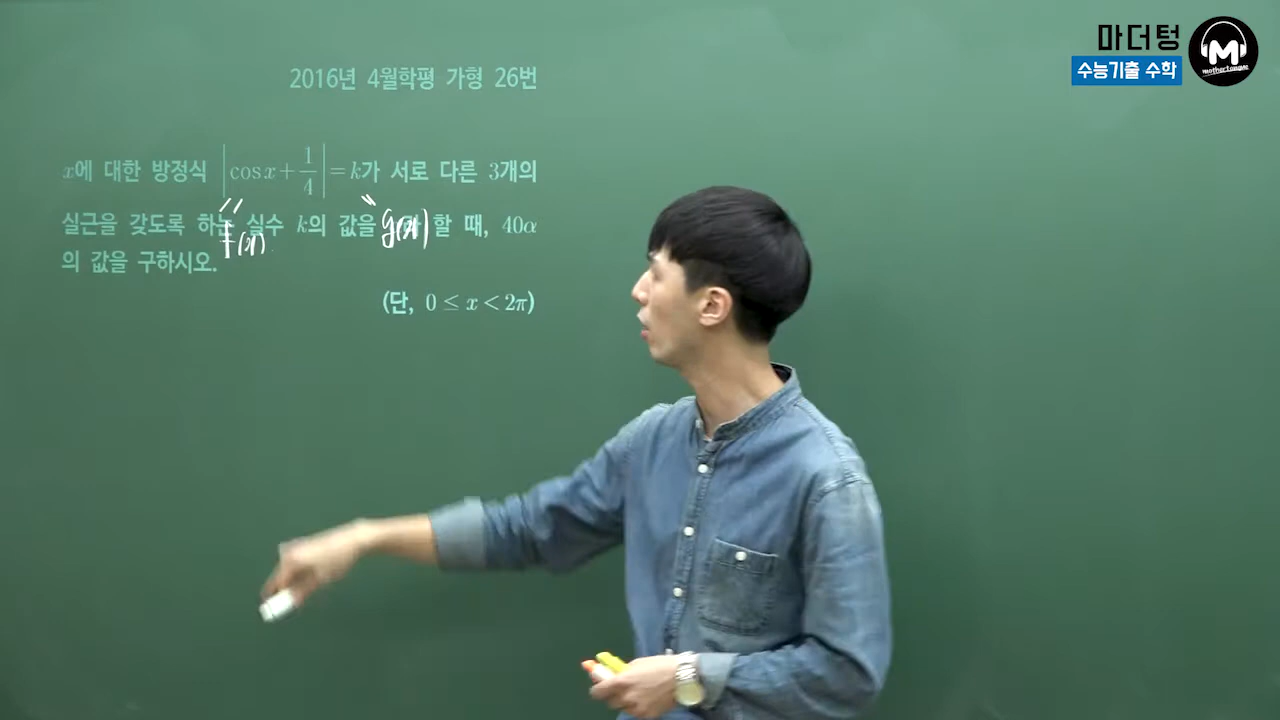 마더텅
수능기출 수학
mothertongue
2016년 4월학평 가형 26번
x에 대한 방정식 |cosx+1/4|=k가 서로 다른 3개의
실근을 갖도록 하는 실수 k의 값을 할 때, 40α
f(x) g(x)
의 값을 구하시오.
(단, 0≤x<2π)